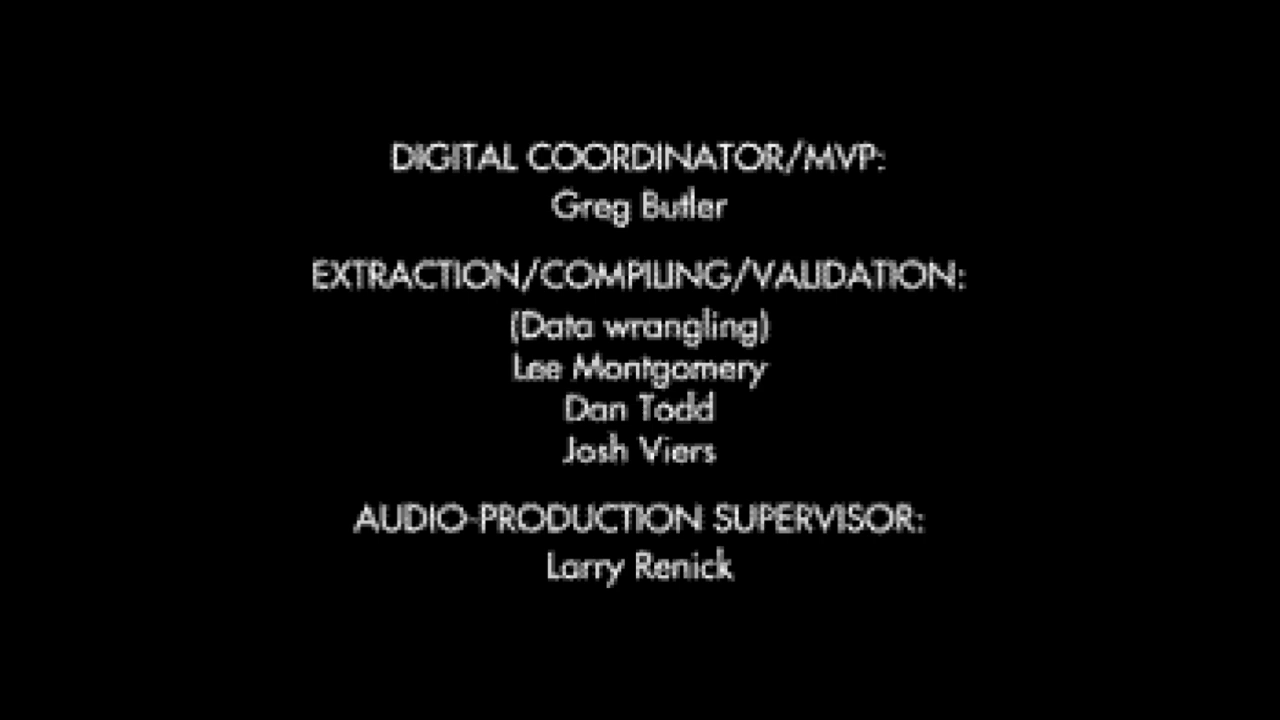 DIGITAL COORDINATOR/MVP:
Greg Butler
EXTRACTION/COMPILING/VALIDATION:
(Data wrangling)
Lee Montgomery
Dan Todd
Josh Viers
AUDIO-PRODUCTION SUPERVISOR:
Larry Renick